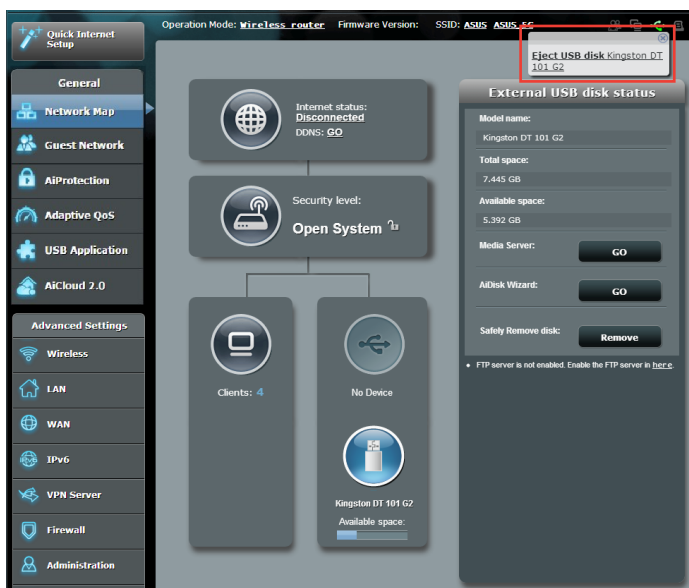 Quick Internet
Setup
Operation Mode: Wireless router Firmware Version: SSID: ASUS ASUS_5G
Eject USB disk Kingston DT
101 G2
General
Network Map
Guest Network
AiProtection
Adaptive QoS
USB Application
AiCloud 2.0
Advanced Settings
Wireless
LAN
WAN
IPv6
VPN Server
Firewall
Administration
Internet status:
Disconnected
DDNS: GO
Security level:
Open System
Clients: 4
No Device
Kingston DT 101 G2
Available space:
External USB disk status
Model name:
Kingston DT 101 G2
Total space:
7.445 GB
Available space:
5.392 GB
Media Server:
GO
AiDisk Wizard:
GO
Safely Remove disk:
Remove
FTP server is not enabled. Enable the FTP server in here.